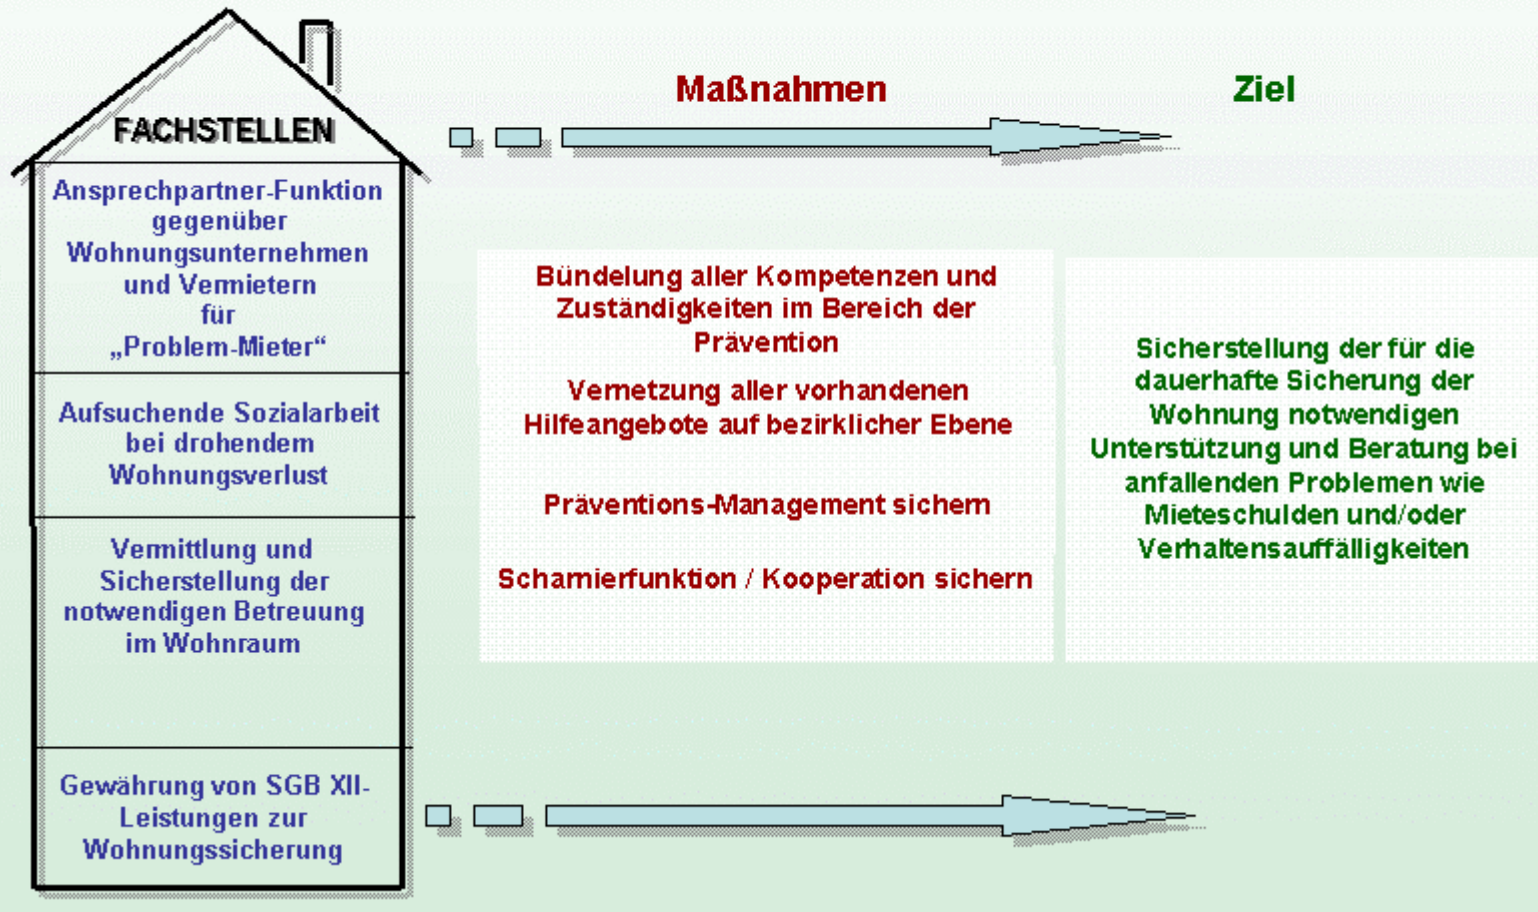 FACHSTELLEN
Ansprechpartner-Funktion
gegenüber
Wohnungsunternehmen
und Vermietern
für
„Problem-Mieter“
Aufsuchende Sozialarbeit
bei drohendem
Wohnungsverlust
Vermittlung und
Sicherstellung der
notwendigen Betreuung
im Wohnraum
Gewährung von SGB XII-
Leistungen zur
Wohnungssicherung
Maßnahmen
Bündelung aller Kompetenzen und
Zuständigkeiten im Bereich der
Prävention
Vernetzung aller vorhandenen
Hilfeangebote auf bezirklicher Ebene
Präventions-Management sichern
Scharnierfunktion / Kooperation sichern
Ziel
Sicherstellung der für die
dauerhafte Sicherung der
Wohnung notwendigen
Unterstützung und Beratung bei
anfallenden Problemen wie
Mieteschulden und/oder
Verhaltensauffälligkeiten